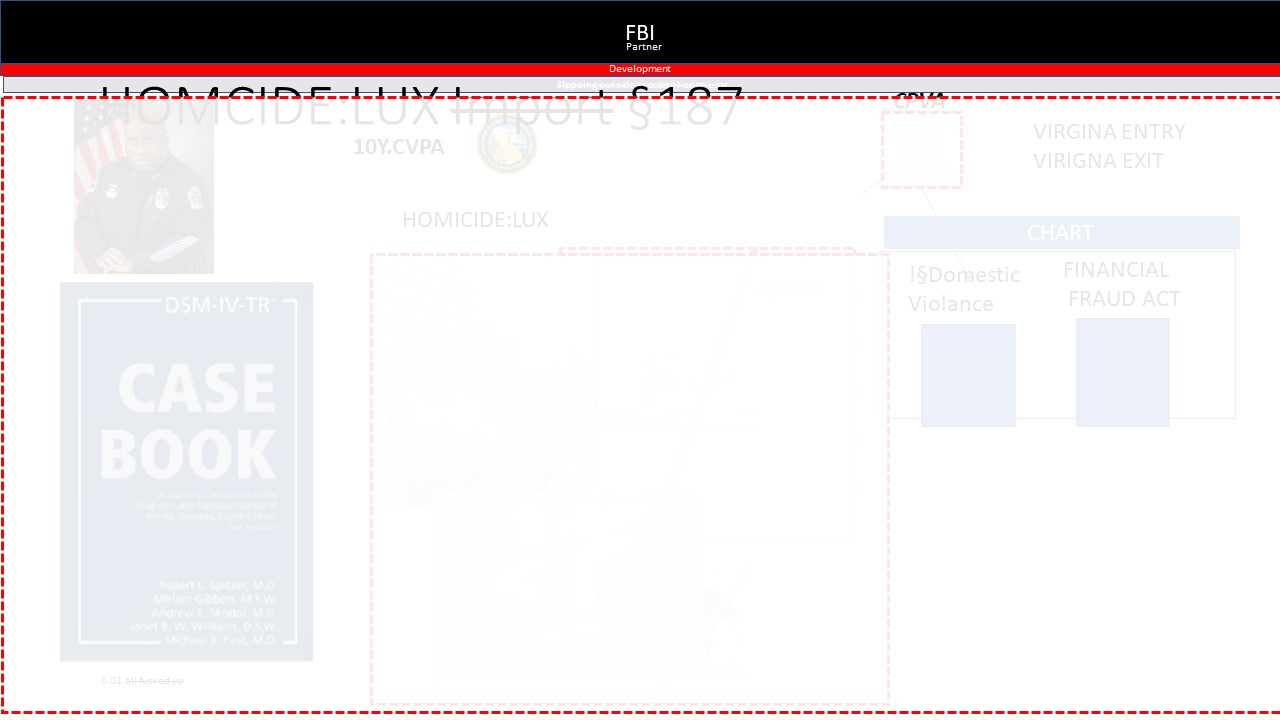 FBI
Partner
Development
HOMCIDE:LUX Import §187
CPVA
10Y.CVPA
VIRGINA ENTRY
VIRIGNA EXIT
HOMICIDE:LUX
CHART
!§Domestic
Violance
FINANCIAL
FRAUD ACT
DSM-IV-TR
CASE
BOOK
A Learning Companion to the
Diagnostic and Statistical Manual of
Mental Disorders, Fourth Edition,
Text Revision
Robert L. Spitzer, M.D.
Miriam Gibbon, M.S.W.
Andrew E. Skodol, M.D.
Janet B. W. Williams, D.S.W.
Michael B. First, M.D.
0.01 all fucked up